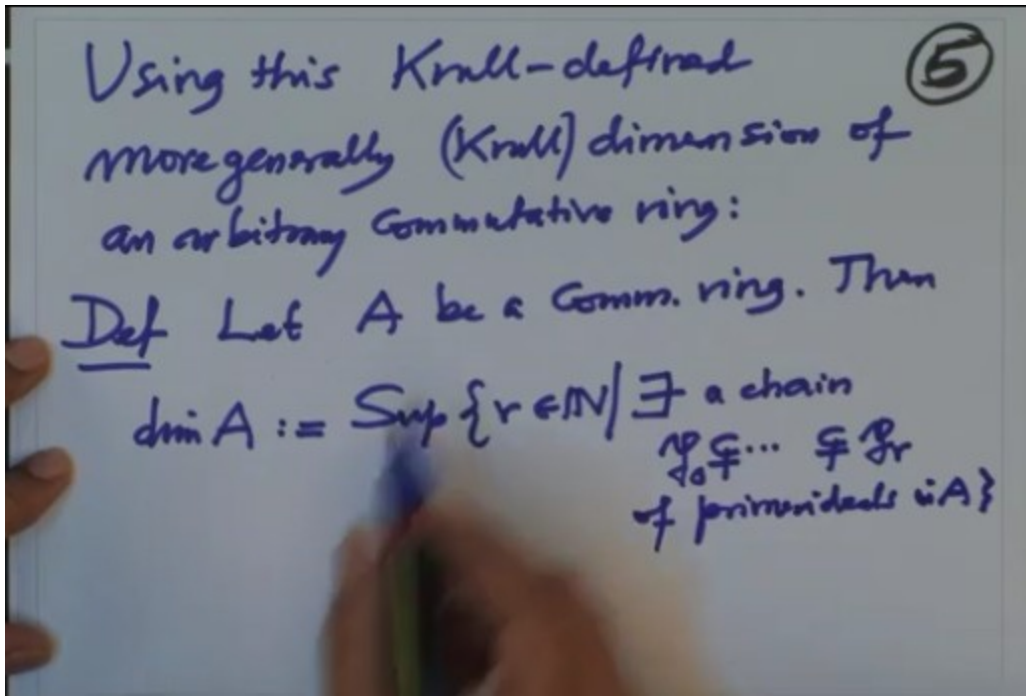 Using this Krull-defined
⑤
more generally (Krull) dimension of
an arbitrary Commutative ring:
Def Let A be a Comm. ring. Then
dim A := Sup {r ∈ ℕ | ∃ a chain
𝔭₀ ⊊ ... ⊊ 𝔭ᵣ
of prime ideals in A}